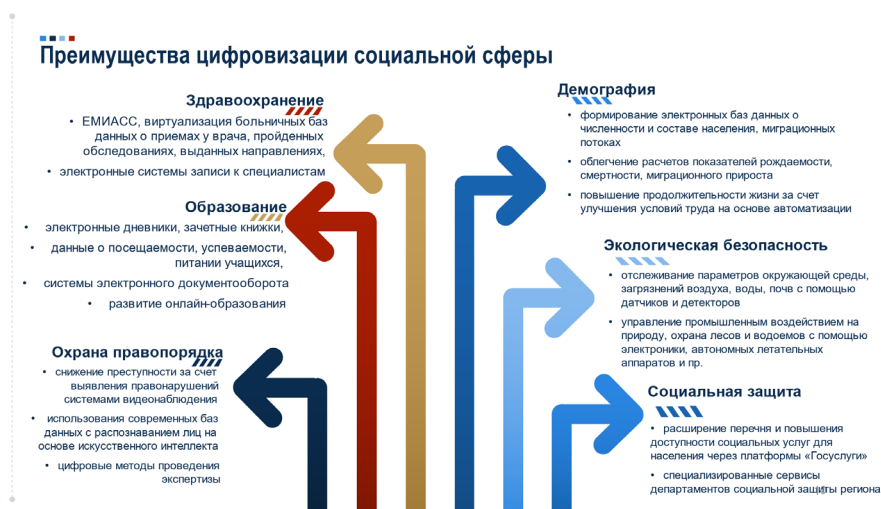 Преимущества цифровизации социальной сферы
Здравоохранение
• ЕМИАСС, виртуализация больничных баз
данных о приемах у врача, пройденных
обследованиях, выданных направлениях,
• электронные системы записи к специалистам
Образование
• электронные дневники, зачетные книжки,
• данные о посещаемости, успеваемости,
питании учащихся,
• системы электронного документооборота
• развитие онлайн-образования
Охрана правопорядка
• снижение преступности за счет
выявления правонарушений
системами видеонаблюдения
• использования современных баз
данных с распознаванием лиц на
основе искусственного интеллекта
• цифровые методы проведения
экспертизы
Демография
• формирование электронных баз данных о
численности и составе населения, миграционных
потоках
• облегчение расчетов показателей рождаемости,
смертности, миграционного прироста
• повышение продолжительности жизни за счет
улучшения условий труда на основе автоматизации
Экологическая безопасность
• отслеживание параметров окружающей среды,
загрязнений воздуха, воды, почв с помощью
датчиков и детекторов
• управление промышленным воздействием на
природу, охрана лесов и водоемов с помощью
электроники, автономных летательных
аппаратов и пр.
Социальная защита
• расширение перечня и повышения
доступности социальных услуг для
населения через платформы «Госуслуги»
• специализированные сервисы
департаментов социальной защиты региона